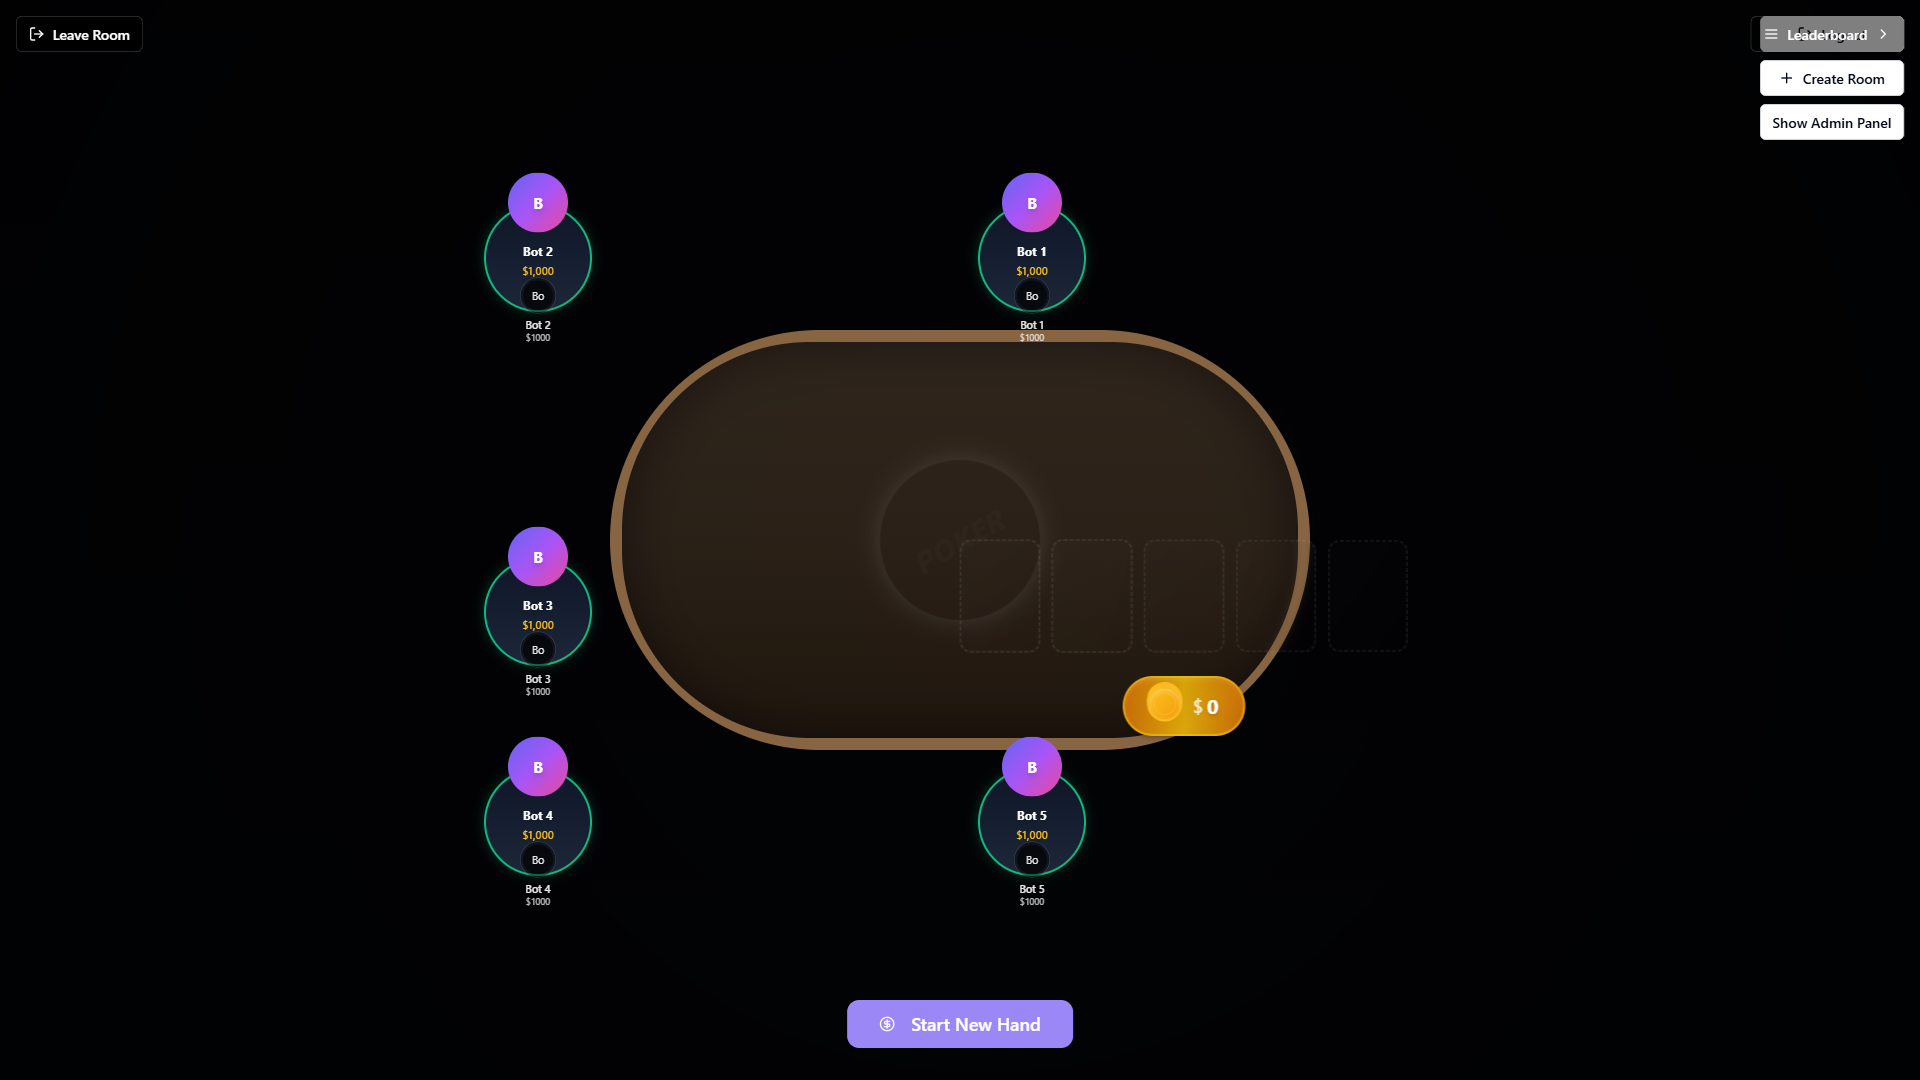 Leave Room
Leaderboard
Create Room
Show Admin Panel
B
Bot 2
$1,000
Bo
Bot 2
$1000
B
Bot 1
$1,000
Bo
Bot 1
$1000
POKER
B
Bot 3
$1,000
Bo
Bot 3
$1000
$ 0
B
Bot 4
$1,000
Bo
Bot 4
$1000
B
Bot 5
$1,000
Bo
Bot 5
$1000
Start New Hand